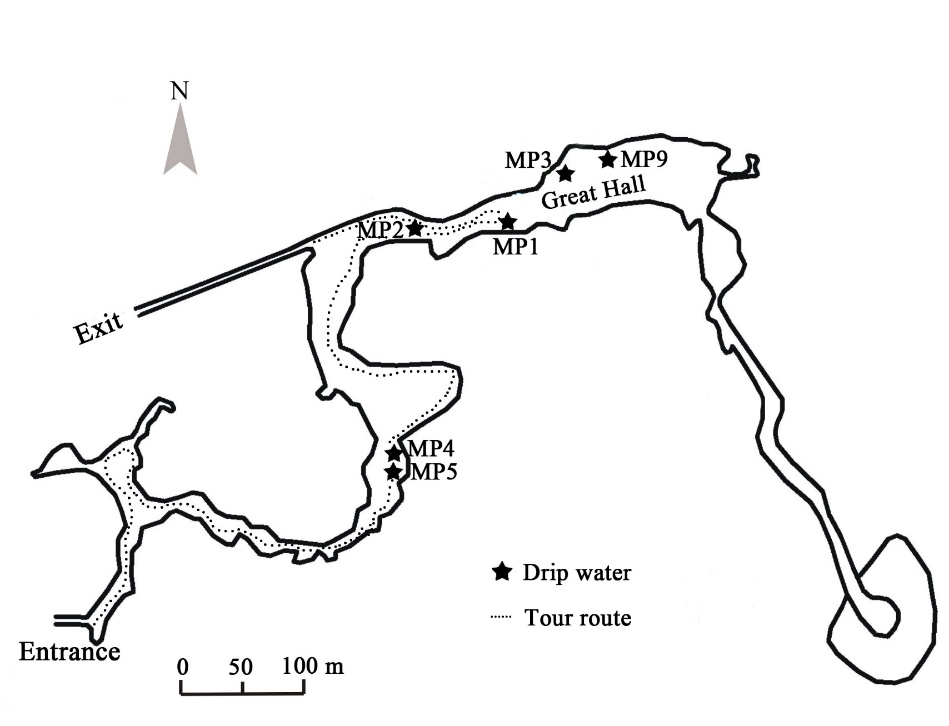 N
MP3
MP9
Great Hall
MP2
MP1
Exit
MP4
MP5
Drip water
Tour route
Entrance
0 50 100 m